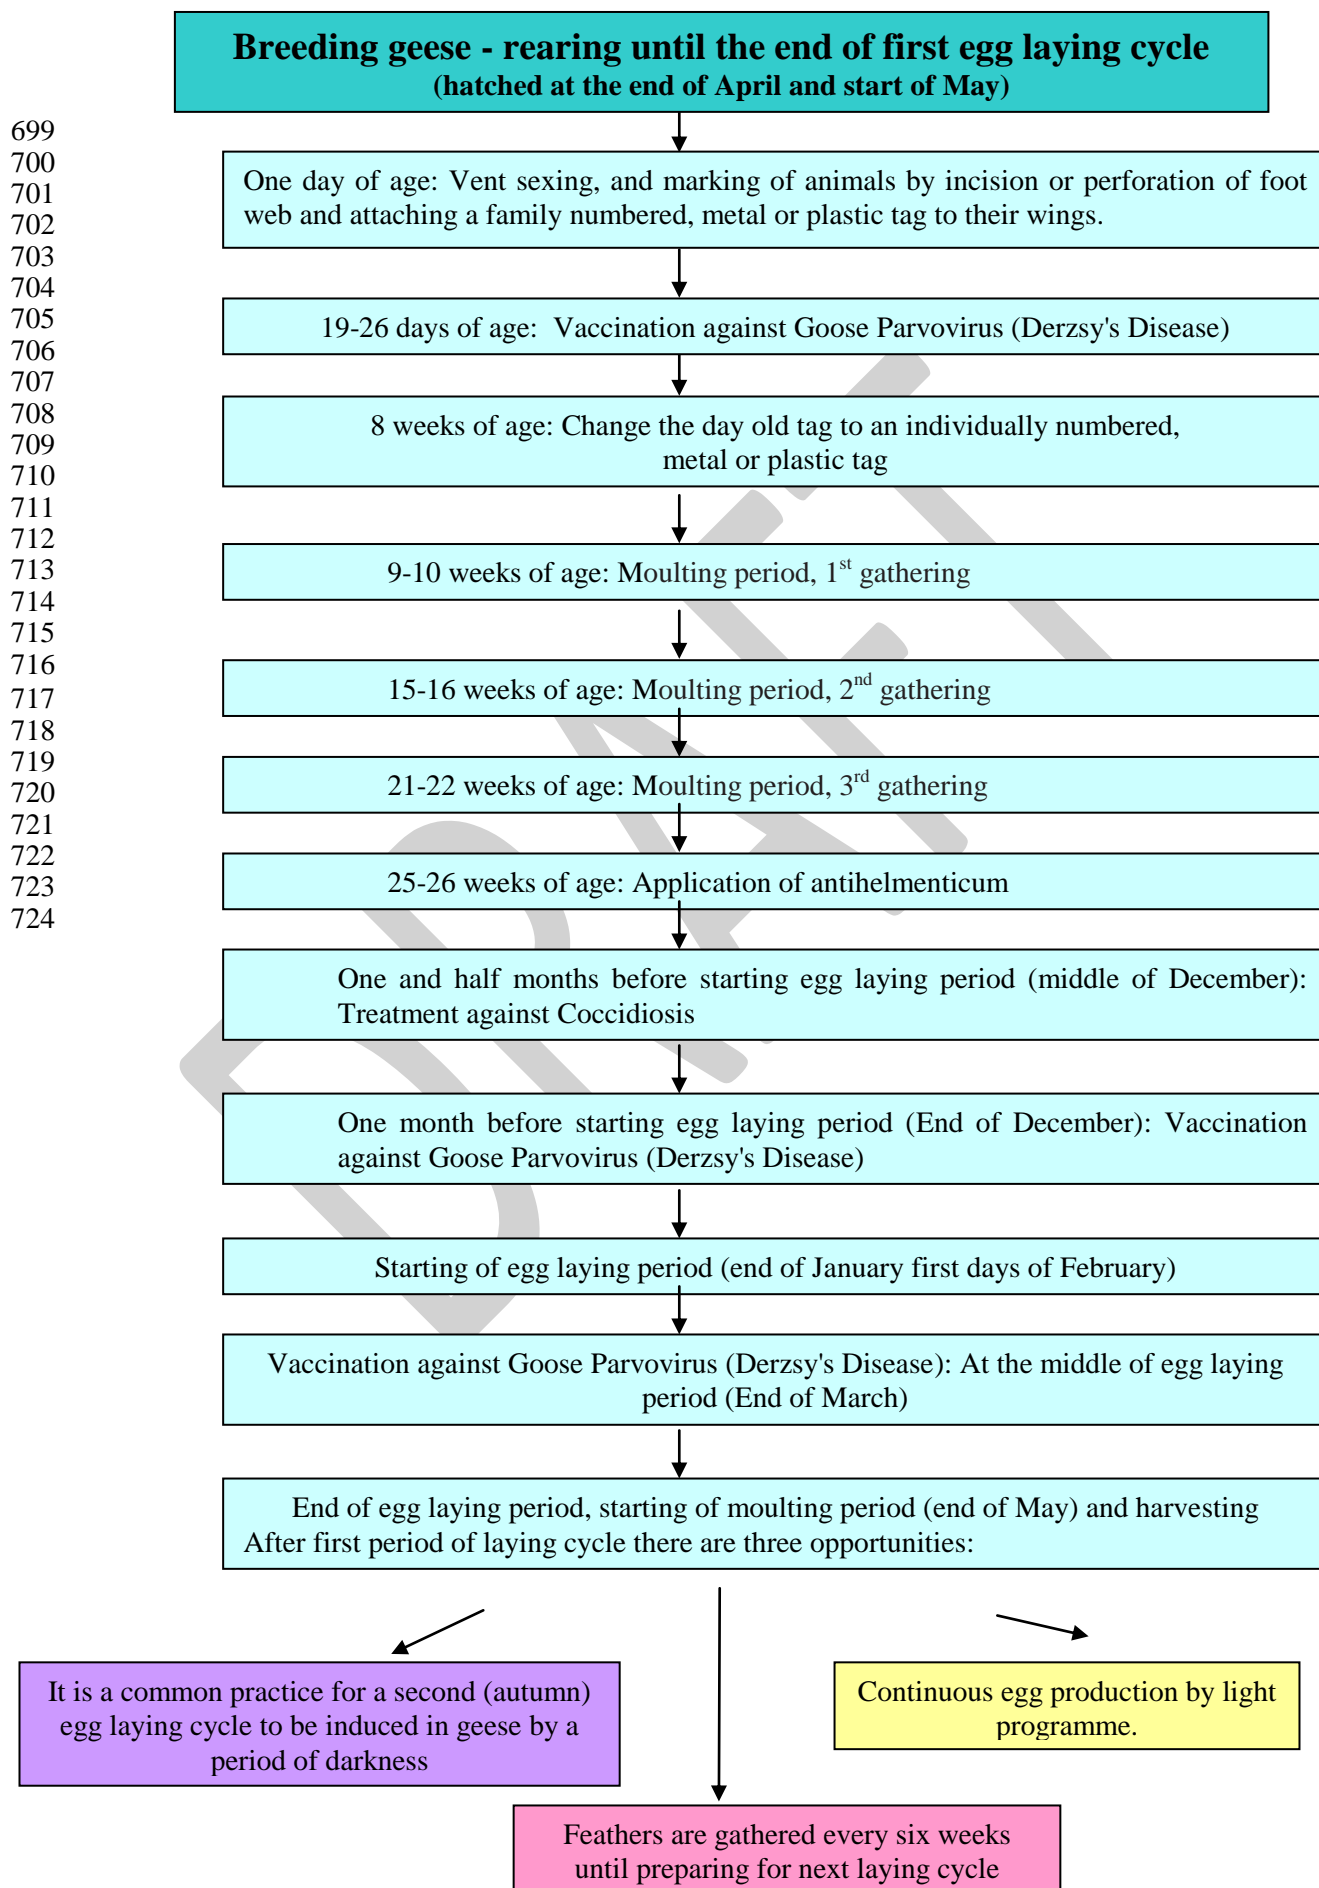 Breeding geese - rearing until the end of first egg laying cycle
(hatched at the end of April and start of May)
699
700
701
702
703
704
705
706
707
708
709
710
711
712
713
714
715
716
717
718
719
720
721
722
723
724
One day of age: Vent sexing, and marking of animals by incision or perforation of foot
web and attaching a family numbered, metal or plastic tag to their wings.
19-26 days of age: Vaccination against Goose Parvovirus (Derzsy's Disease)
8 weeks of age: Change the day old tag to an individually numbered,
metal or plastic tag
9-10 weeks of age: Moulting period, 1st gathering
15-16 weeks of age: Moulting period, 2nd gathering
21-22 weeks of age: Moulting period, 3rd gathering
25-26 weeks of age: Application of antihelmenticum
One and half months before starting egg laying period (middle of December):
Treatment against Coccidiosis
One month before starting egg laying period (End of December): Vaccination
against Goose Parvovirus (Derzsy's Disease)
Starting of egg laying period (end of January first days of February)
Vaccination against Goose Parvovirus (Derzsy's Disease): At the middle of egg laying
period (End of March)
End of egg laying period, starting of moulting period (end of May) and harvesting
After first period of laying cycle there are three opportunities:
It is a common practice for a second (autumn)
egg laying cycle to be induced in geese by a
period of darkness
Continuous egg production by light
programme.
Feathers are gathered every six weeks
until preparing for next laying cycle
DRAFT